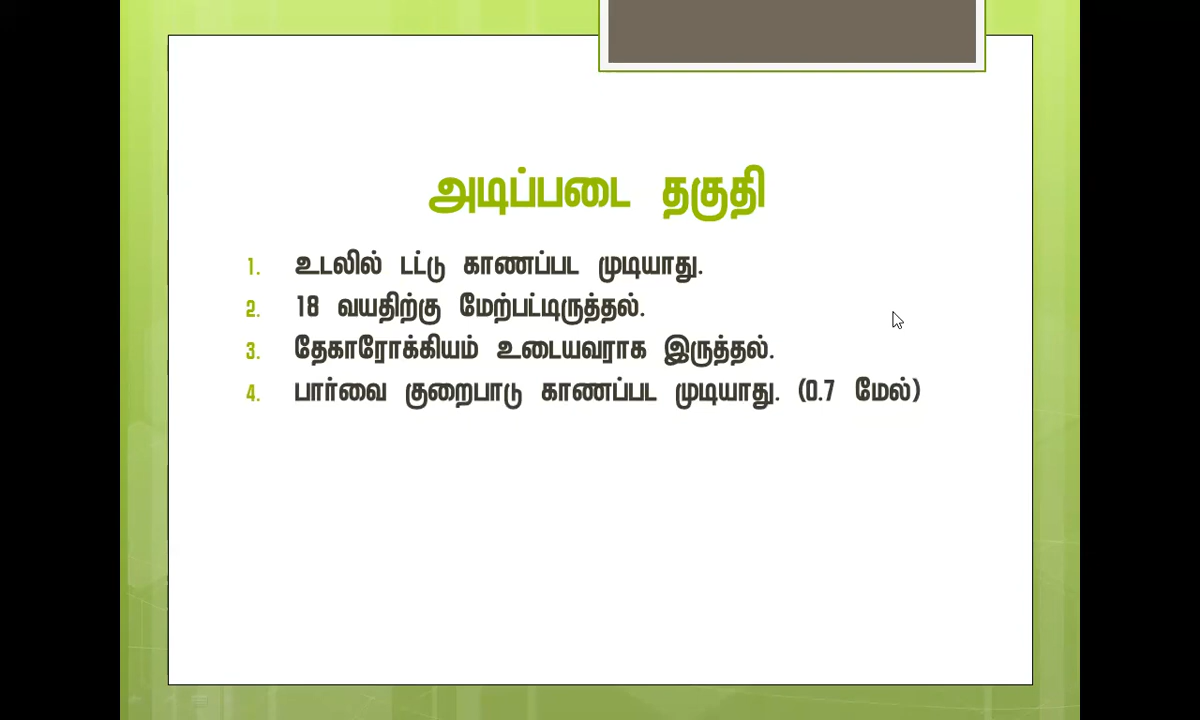 அடிப்படை தகுதி
1. உடலில் டட்டு காணப்பட முடியாது.
2. 18 வயதிற்கு மேற்பட்டிருத்தல்.
3. தேகாரோக்கியம் உடையவராக இருத்தல்.
4. பார்வை குறைபாடு காணப்பட முடியாது. (0.7 மேல்)